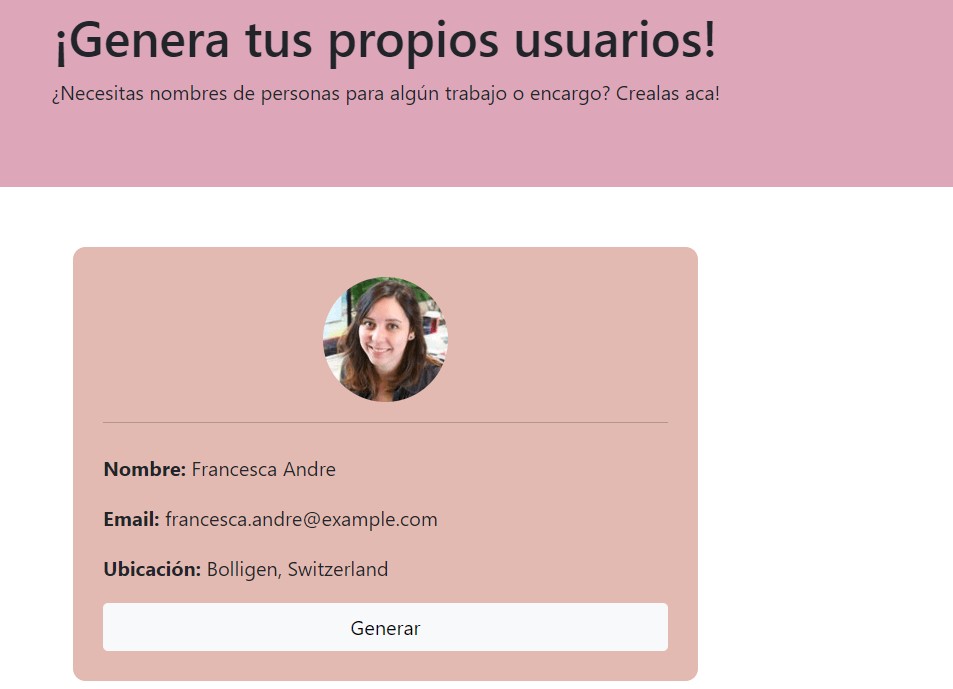 ¡Genera tus propios usuarios!
¿Necesitas nombres de personas para algún trabajo o encargo? Crealas aca!
Nombre: Francesca Andre
Email: francesca.andre@example.com
Ubicación: Bolligen, Switzerland
Generar